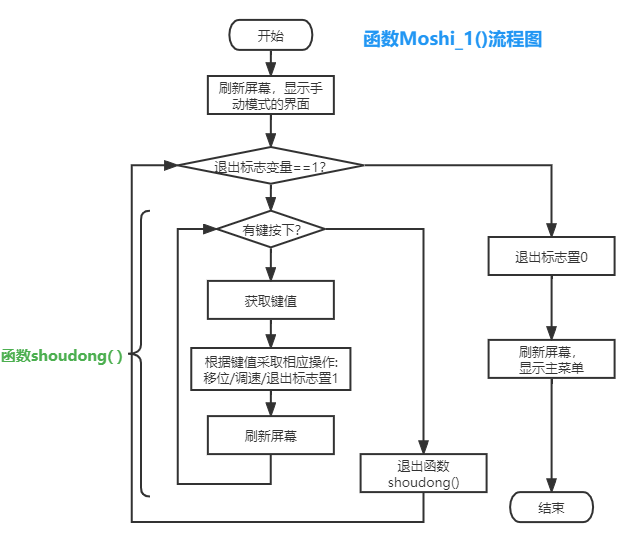 开始
函数Moshi_1()流程图
刷新屏幕，显示手
动模式的界面
退出标志变量==1?
有键按下?
退出标志置0
获取键值
函数shoudong( )
根据键值采取相应操作:
移位/调速/退出标志置1
刷新屏幕，
显示主菜单
刷新屏幕
退出函数
shoudong()
结束